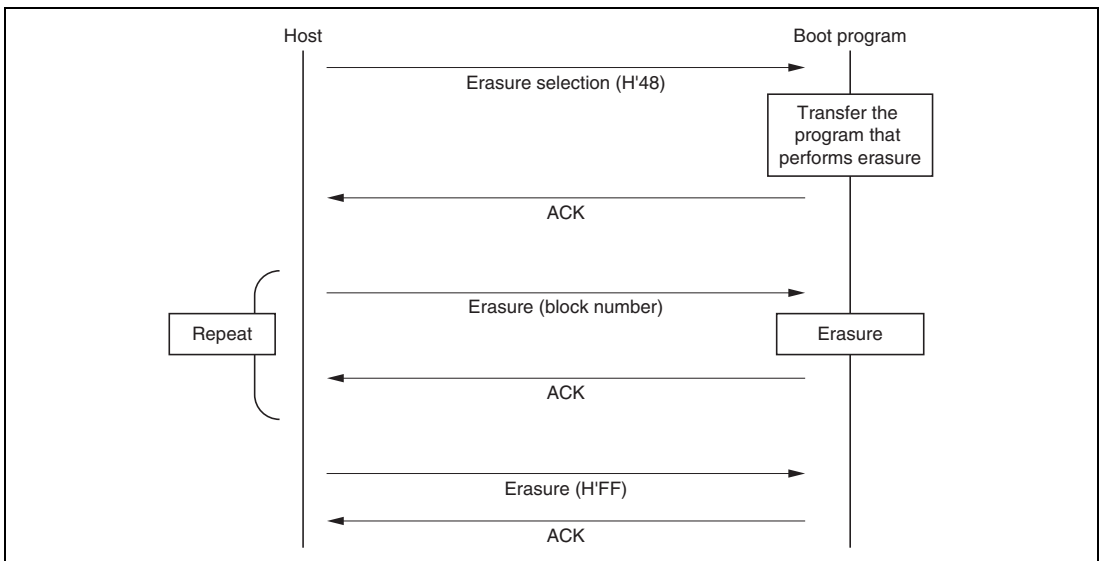 Host
Boot program
Erasure selection (H'48)
Transfer the
program that
performs erasure
ACK
Erasure (block number)
Repeat
Erasure
ACK
Erasure (H'FF)
ACK